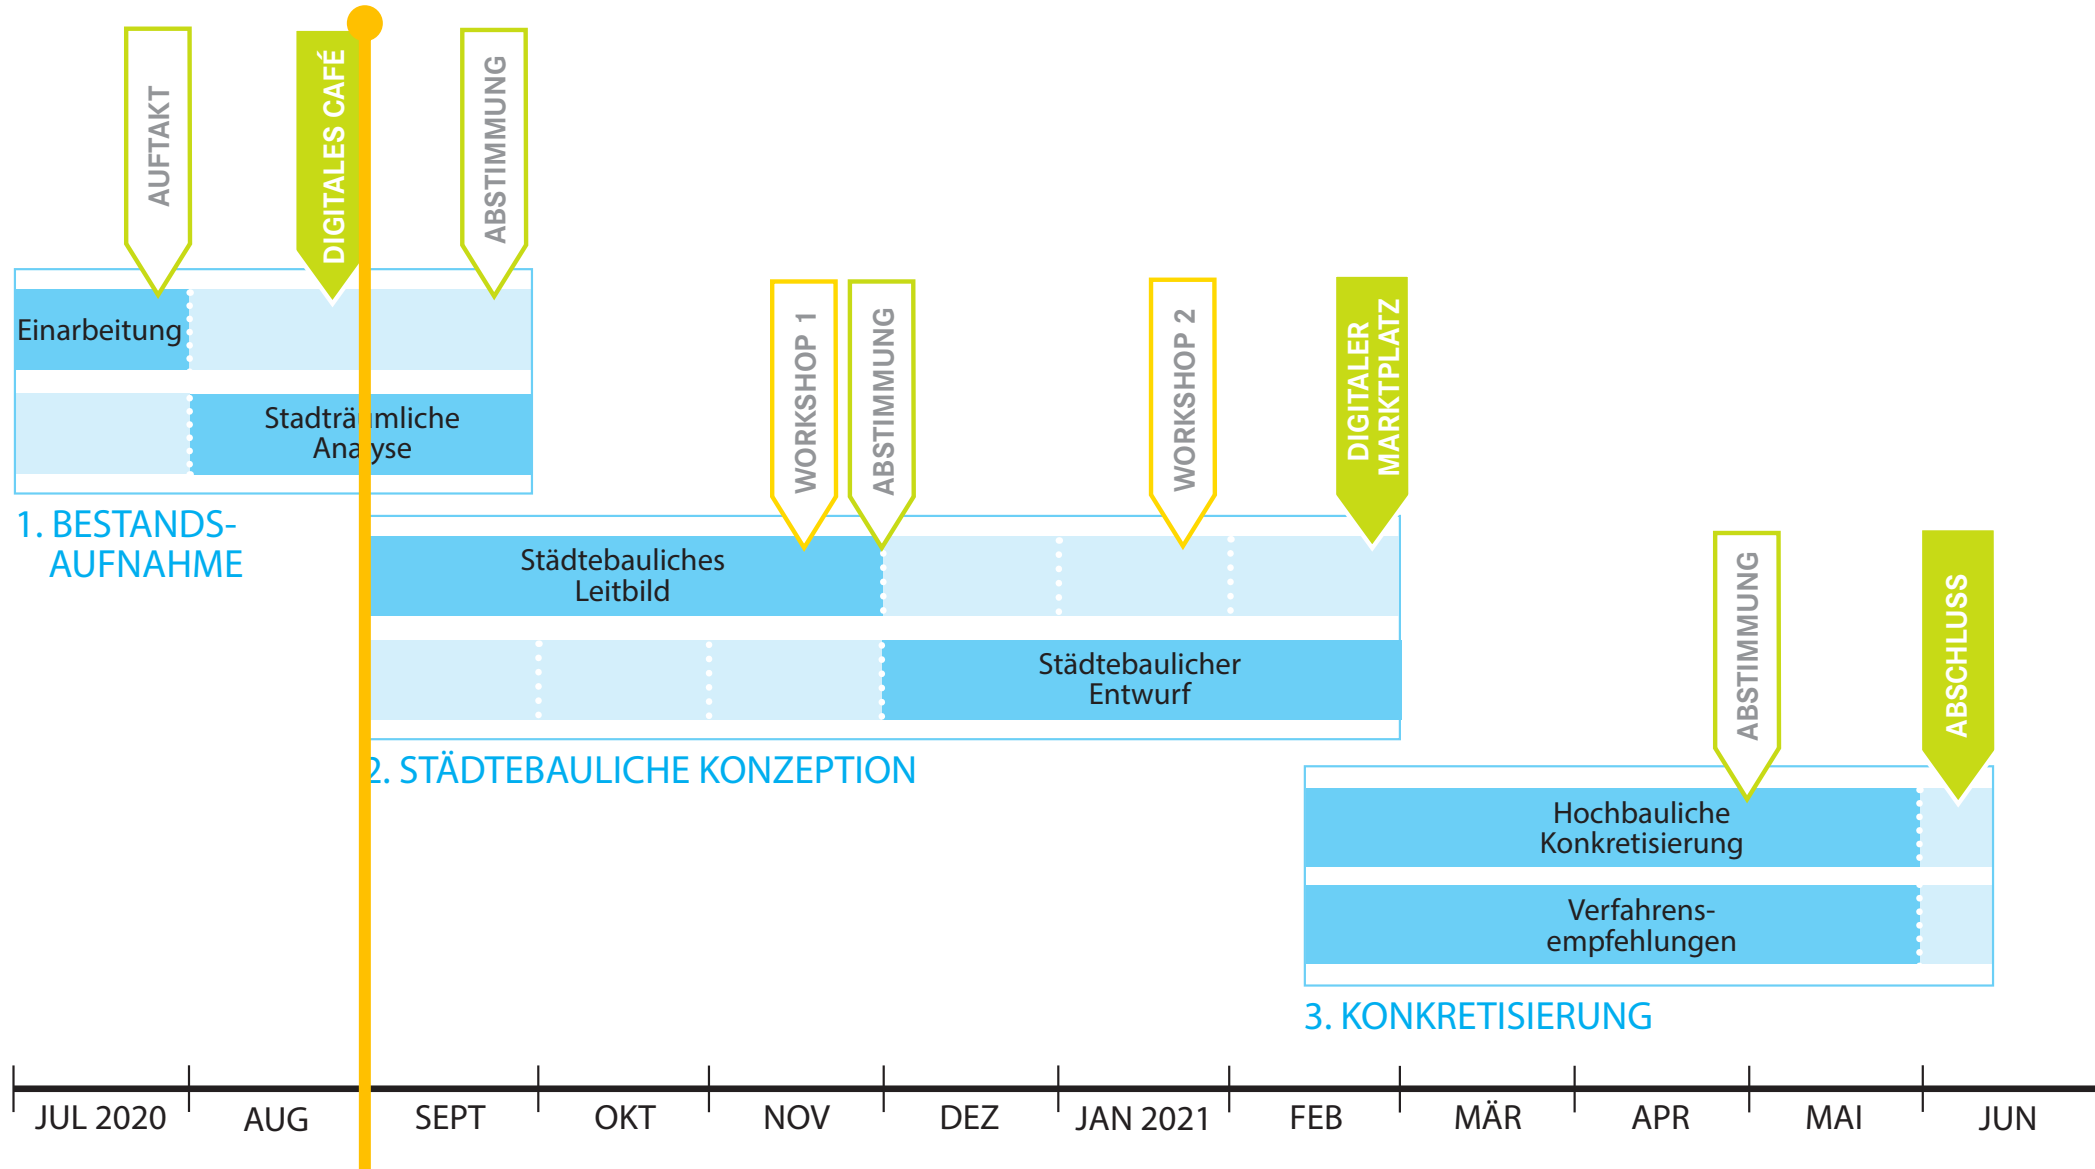 AUFTAKT
DIGITALES CAFÉ
ABSTIMMUNG
Einarbeitung
Stadträumliche
Analyse
1. BESTANDS-
AUFNAHME
WORKSHOP 1
ABSTIMMUNG
WORKSHOP 2
DIGITALER
MARKTPLATZ
Städtebauliches
Leitbild
Städtebaulicher
Entwurf
2. STÄDTEBAULICHE KONZEPTION
ABSTIMMUNG
ABSCHLUSS
Hochbauliche
Konkretisierung
Verfahrens-
empfehlungen
3. KONKRETISIERUNG
JUL 2020 AUG SEPT OKT NOV DEZ JAN 2021 FEB MÄR APR MAI JUN